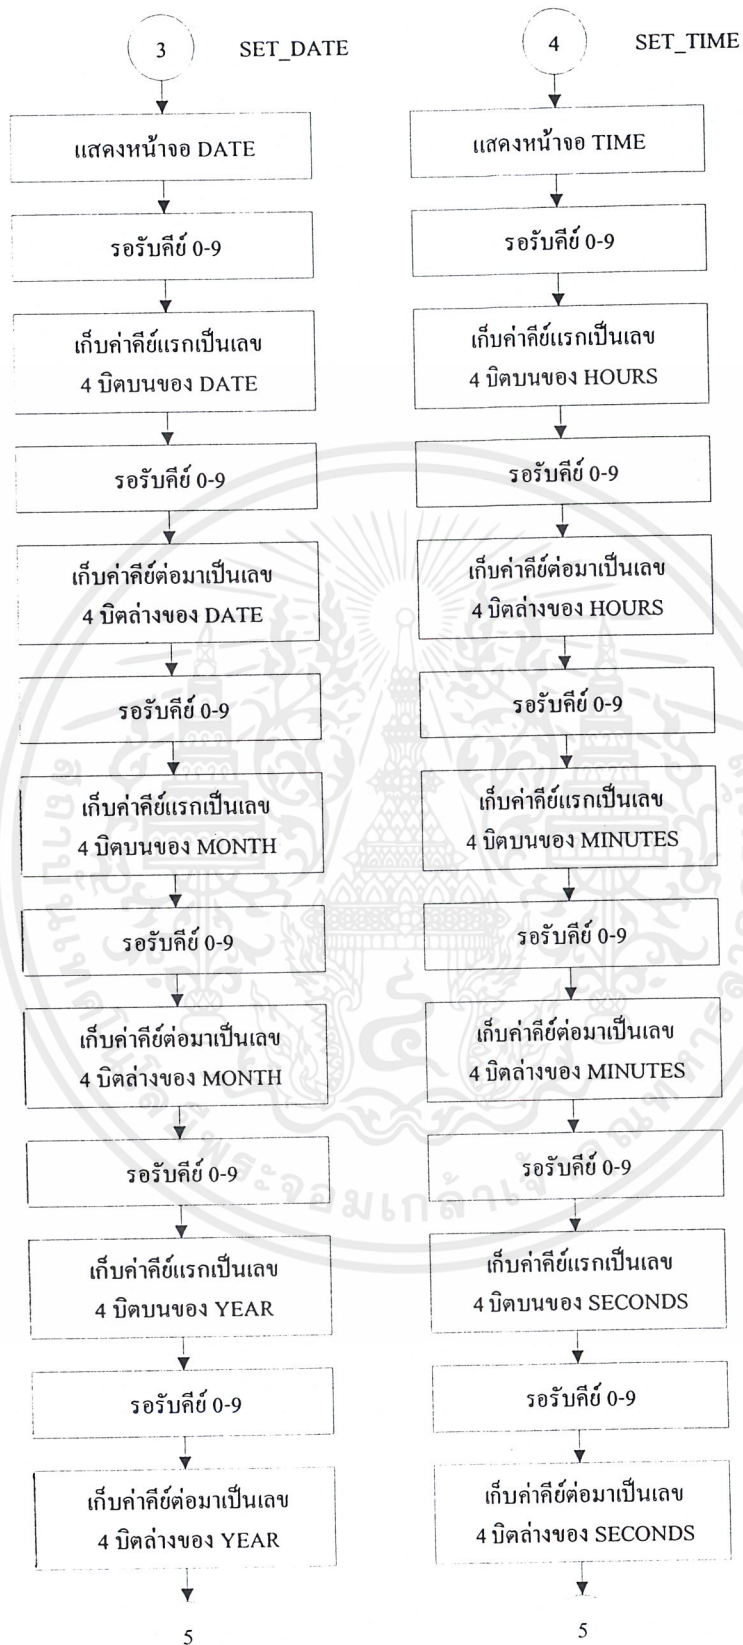 3 SET_DATE
แสดงหน้าจอ DATE
รอรับคีย์ 0-9
เก็บค่าคีย์แรกเป็นเลข
4 บิตบนของ DATE
รอรับคีย์ 0-9
เก็บค่าคีย์ต่อมาเป็นเลข
4 บิตล่างของ DATE
รอรับคีย์ 0-9
เก็บค่าคีย์แรกเป็นเลข
4 บิตบนของ MONTH
รอรับคีย์ 0-9
เก็บค่าคีย์ต่อมาเป็นเลข
4 บิตล่างของ MONTH
รอรับคีย์ 0-9
เก็บค่าคีย์แรกเป็นเลข
4 บิตบนของ YEAR
รอรับคีย์ 0-9
เก็บค่าคีย์ต่อมาเป็นเลข
4 บิตล่างของ YEAR
5
4 SET_TIME
แสดงหน้าจอ TIME
รอรับคีย์ 0-9
เก็บค่าคีย์แรกเป็นเลข
4 บิตบนของ HOURS
รอรับคีย์ 0-9
เก็บค่าคีย์ต่อมาเป็นเลข
4 บิตล่างของ HOURS
รอรับคีย์ 0-9
เก็บค่าคีย์แรกเป็นเลข
4 บิตบนของ MINUTES
รอรับคีย์ 0-9
เก็บค่าคีย์ต่อมาเป็นเลข
4 บิตล่างของ MINUTES
รอรับคีย์ 0-9
เก็บค่าคีย์แรกเป็นเลข
4 บิตบนของ SECONDS
รอรับคีย์ 0-9
เก็บค่าคีย์ต่อมาเป็นเลข
4 บิตล่างของ SECONDS
5